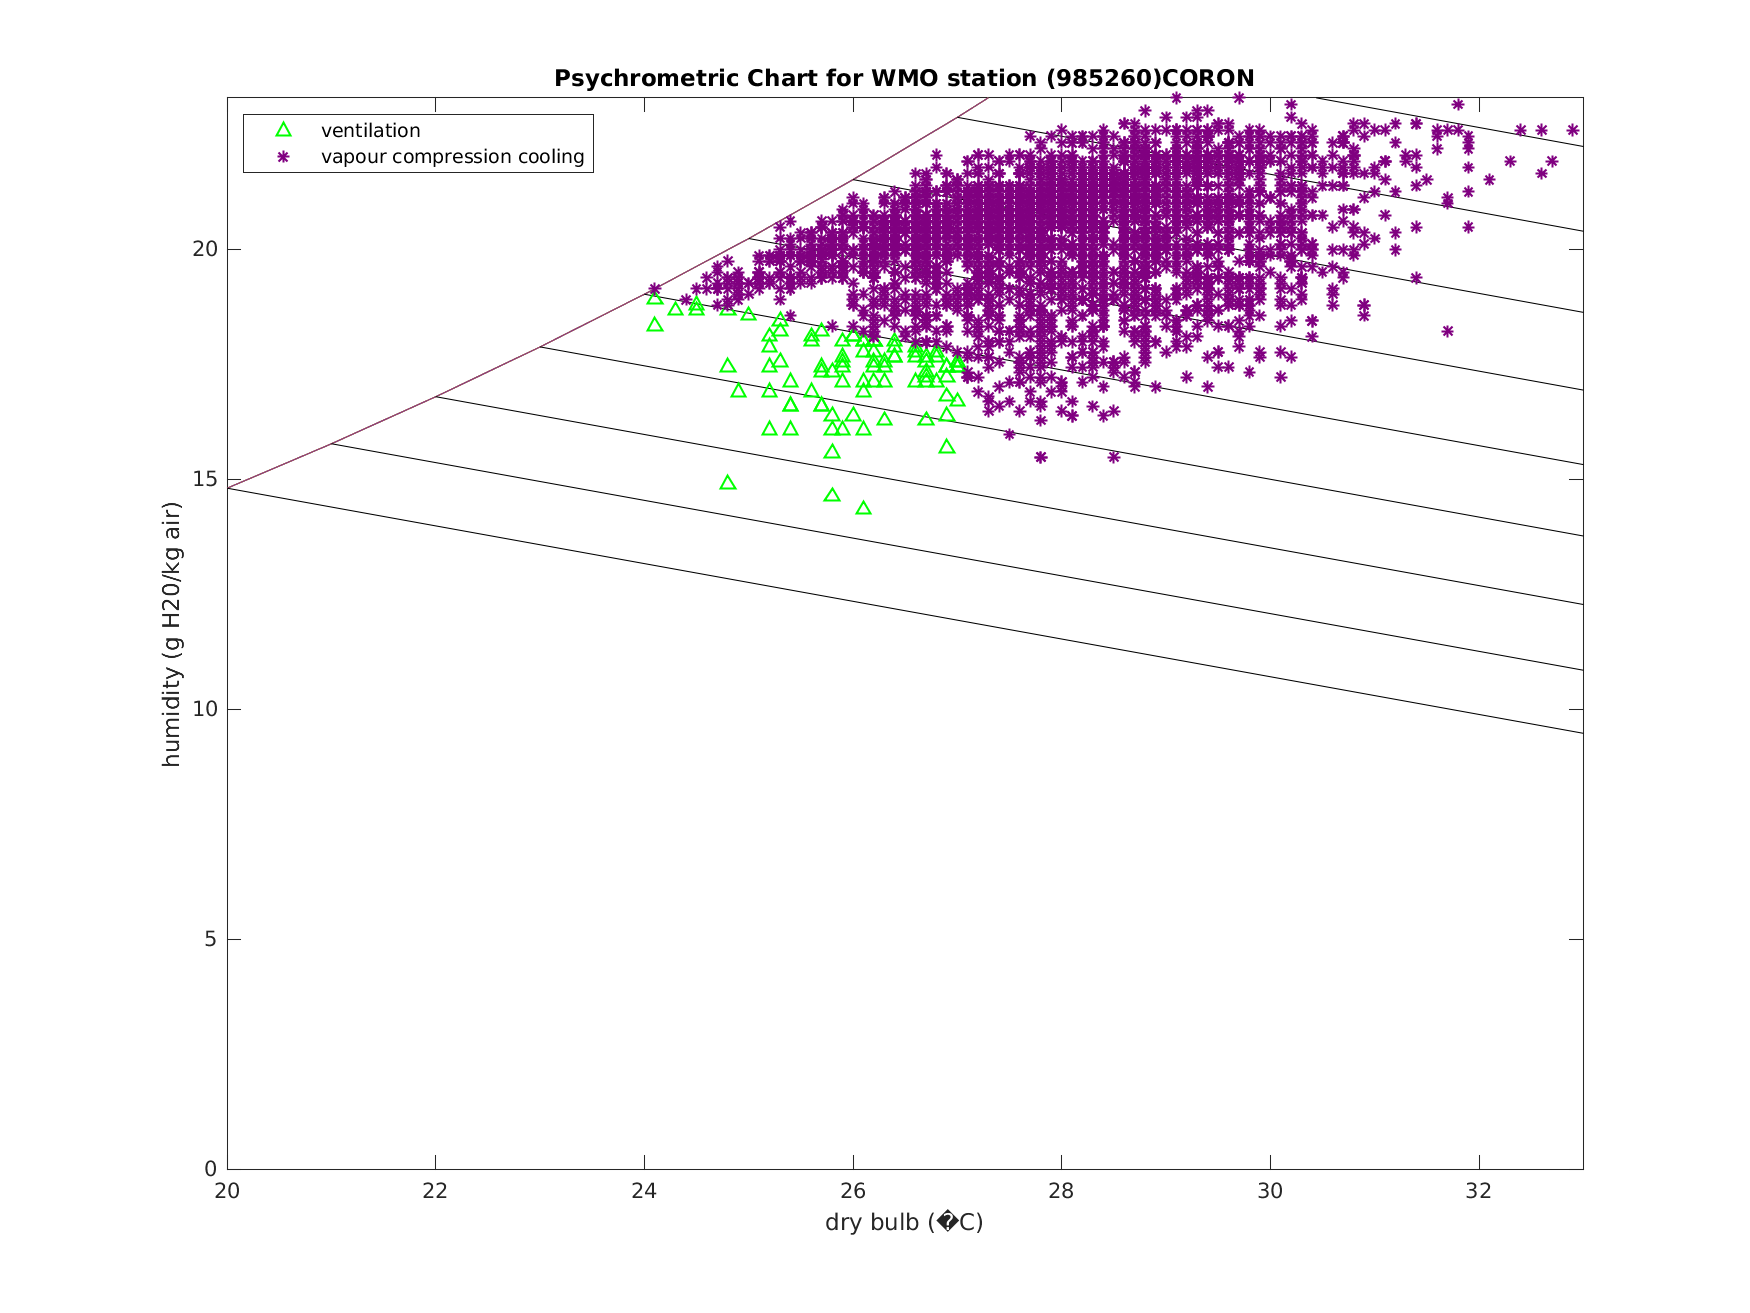 Psychrometric Chart for WMO station (985260)CORON
ventilation
vapour compression cooling
humidity (g H20/kg air)
20
15
10
5
0
20 22 24 26 28 30 32
dry bulb (�C)